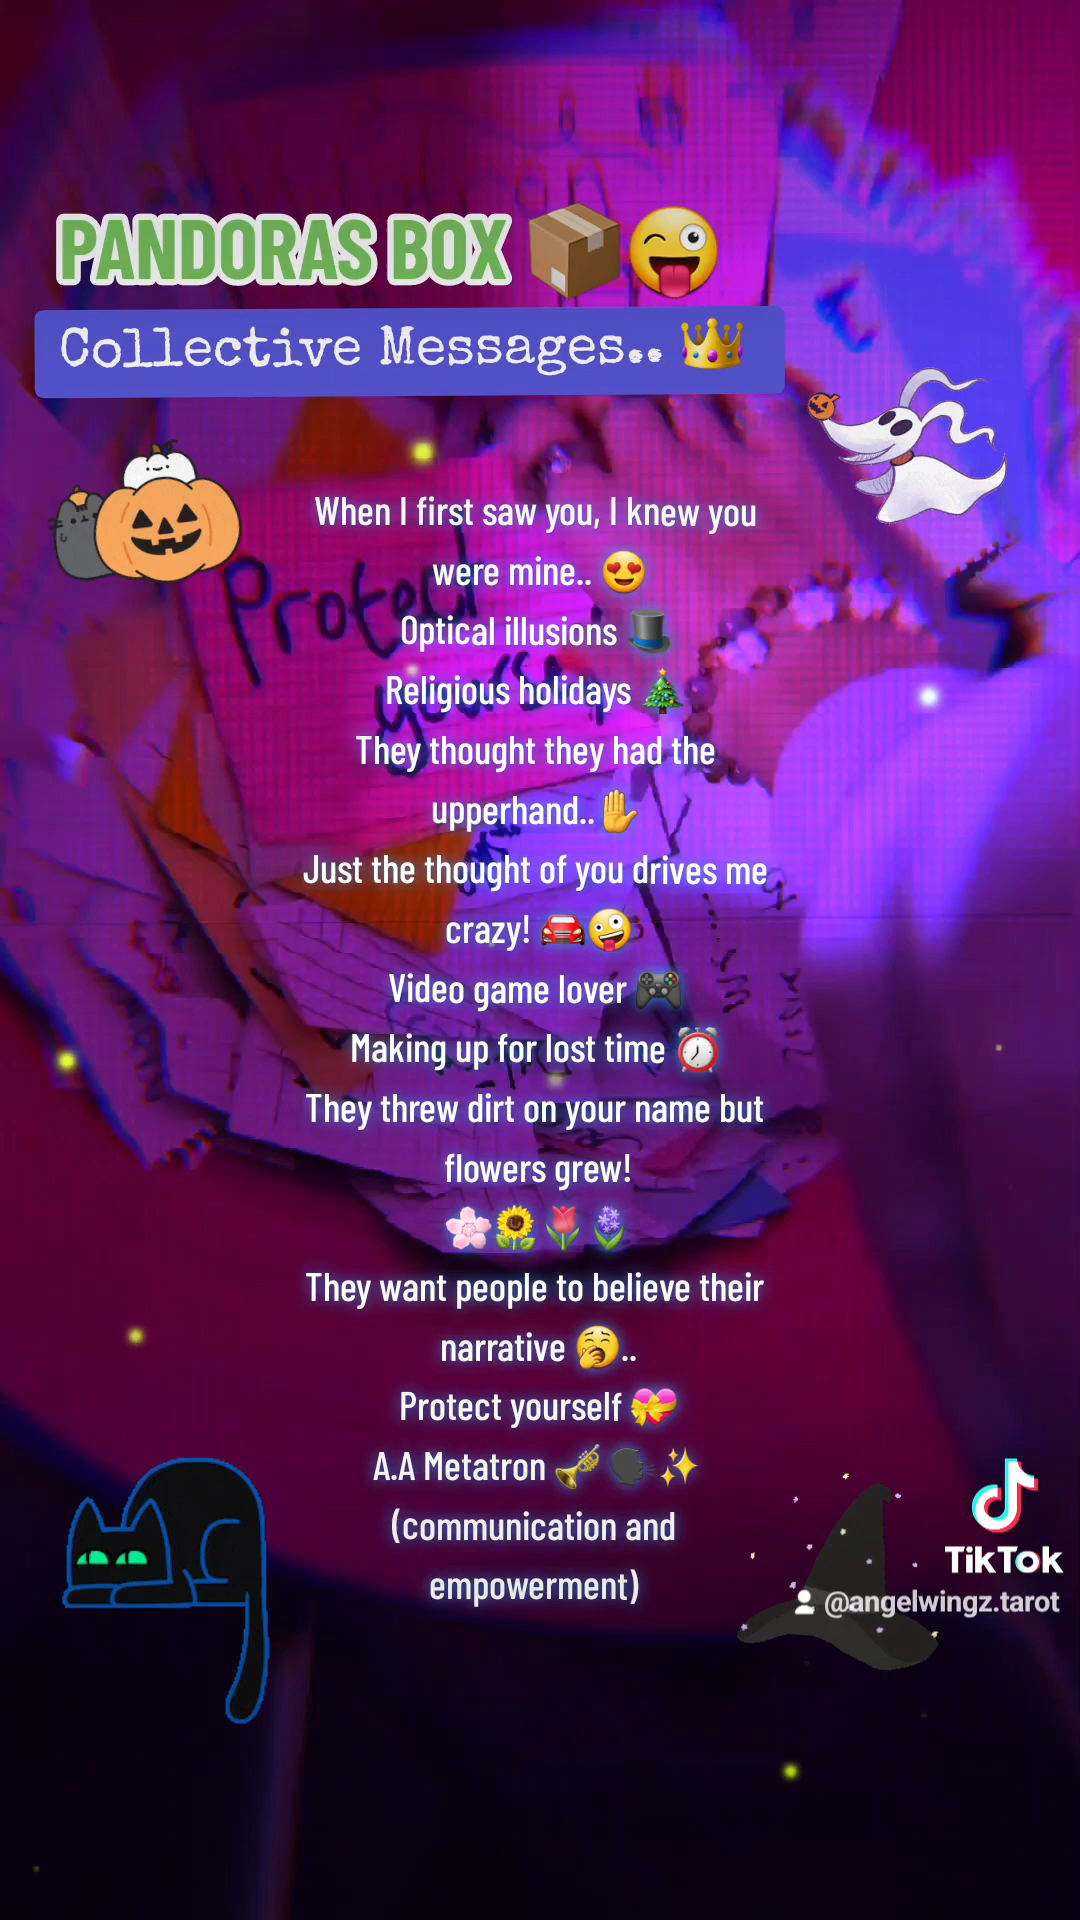 PANDORAS BOX 📦😜
Collective Messages.. 👑
When I first saw you, I knew you
were mine.. 😍
Optical illusions 🎩
Religious holidays 🎄
They thought they had the
upperhand..✋
Just the thought of you drives me
crazy! 🚘🤪
Video game lover 🎮
Making up for lost time ⏰
They threw dirt on your name but
flowers grew!
🌸🌻🌷🪻
They want people to believe their
narrative 🥱..
Protect yourself 💝
A.A Metatron 🎺🗣✨
(communication and
empowerment)
Protect
TikTok
@angelwingz.tarot